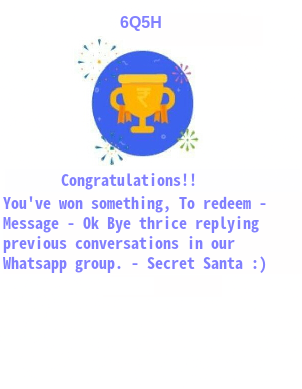 6Q5H
₹
Congratulations!!
You've won something, To redeem -
Message - Ok Bye thrice replying
previous conversations in our
Whatsapp group. - Secret Santa :)